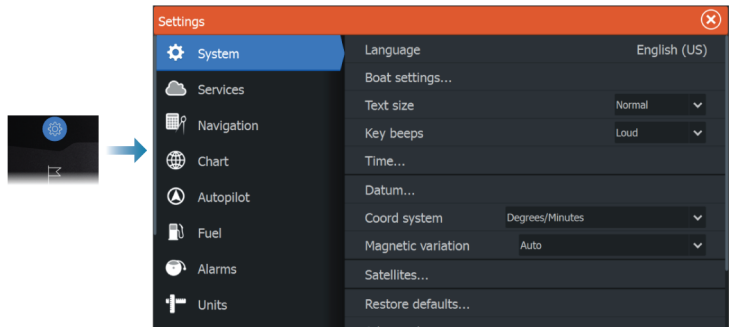 Settings
System
Services
Navigation
Chart
Autopilot
Fuel
Alarms
Units
Language English (US)
Boat settings...
Text size Normal
Key beeps Loud
Time...
Datum...
Coord system Degrees/Minutes
Magnetic variation Auto
Satellites...
Restore defaults...